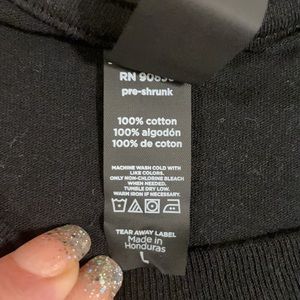 pre-shrunk
100% cotton
100% algodón
100% de coton
MACHINE WARM COLD WITH
LIKE COLORS.
ONLY NON-CHLORINE BLEACH
WHEN NEEDED.
TUMBLE DRY LOW.
WARM IRON IF NECESSARY.
TEAR AWAY LABEL
Made in
Honduras
L